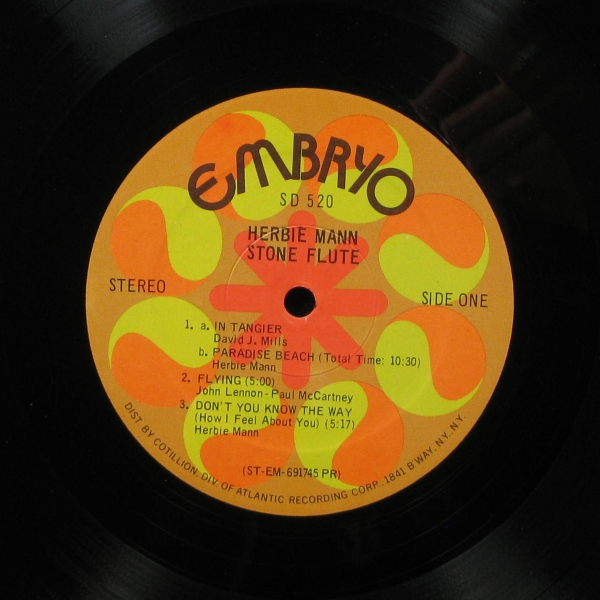 EMBRYO
SD 520
HERBIE MANN
STONE FLUTE
STEREO
SIDE ONE
1. a. IN TANGIER
David J. Mills
b. PARADISE BEACH (Total Time: 10:30)
Herbie Mann
2. FLYING (5:00)
John Lennon-Paul McCartney
3. DON'T YOU KNOW THE WAY
(How I Feel About You) (5:17)
Herbie Mann
(ST-EM-691745 PR)
DIST. BY COTILLION, DIV. OF ATLANTIC RECORDING CORP., 1841 B'WAY, N.Y., N.Y.